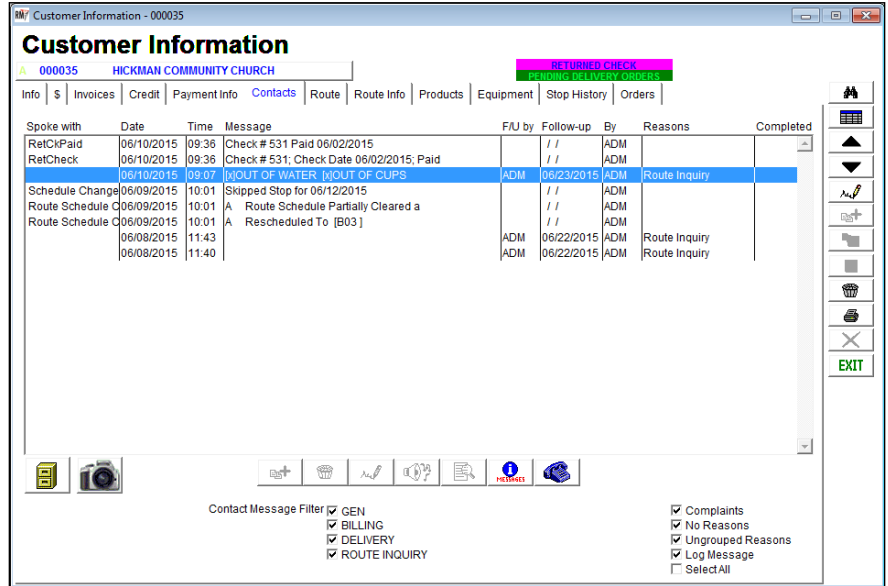 RMf Customer Information - 000035
Customer Information
A 000035 HICKMAN COMMUNITY CHURCH
RETURNED CHECK
PENDING DELIVERY ORDERS
Info $ Invoices Credit Payment Info Contacts Route Route Info Products Equipment Stop History Orders
Spoke with Date Time Message F/U by Follow-up By Reasons Completed
RetCkPaid 06/10/2015 09:36 Check # 531 Paid 06/02/2015 / / ADM
RetCheck 06/10/2015 09:36 Check # 531; Check Date 06/02/2015; Paid / / ADM
06/10/2015 09:07 [x]OUT OF WATER [x]OUT OF CUPS ADM 06/23/2015 ADM Route Inquiry
Schedule Change 06/09/2015 10:01 Skipped Stop for 06/12/2015 / / ADM
Route Schedule C 06/09/2015 10:01 A Route Schedule Partially Cleared a / / ADM
Route Schedule C 06/09/2015 10:01 A Rescheduled To [B03 ] / / ADM
06/08/2015 11:43 ADM 06/22/2015 ADM Route Inquiry
06/08/2015 11:40 ADM 06/22/2015 ADM Route Inquiry
EXIT
MESSAGES
Contact Message Filter GEN
BILLING
DELIVERY
ROUTE INQUIRY
Complaints
No Reasons
Ungrouped Reasons
Log Message
Select All